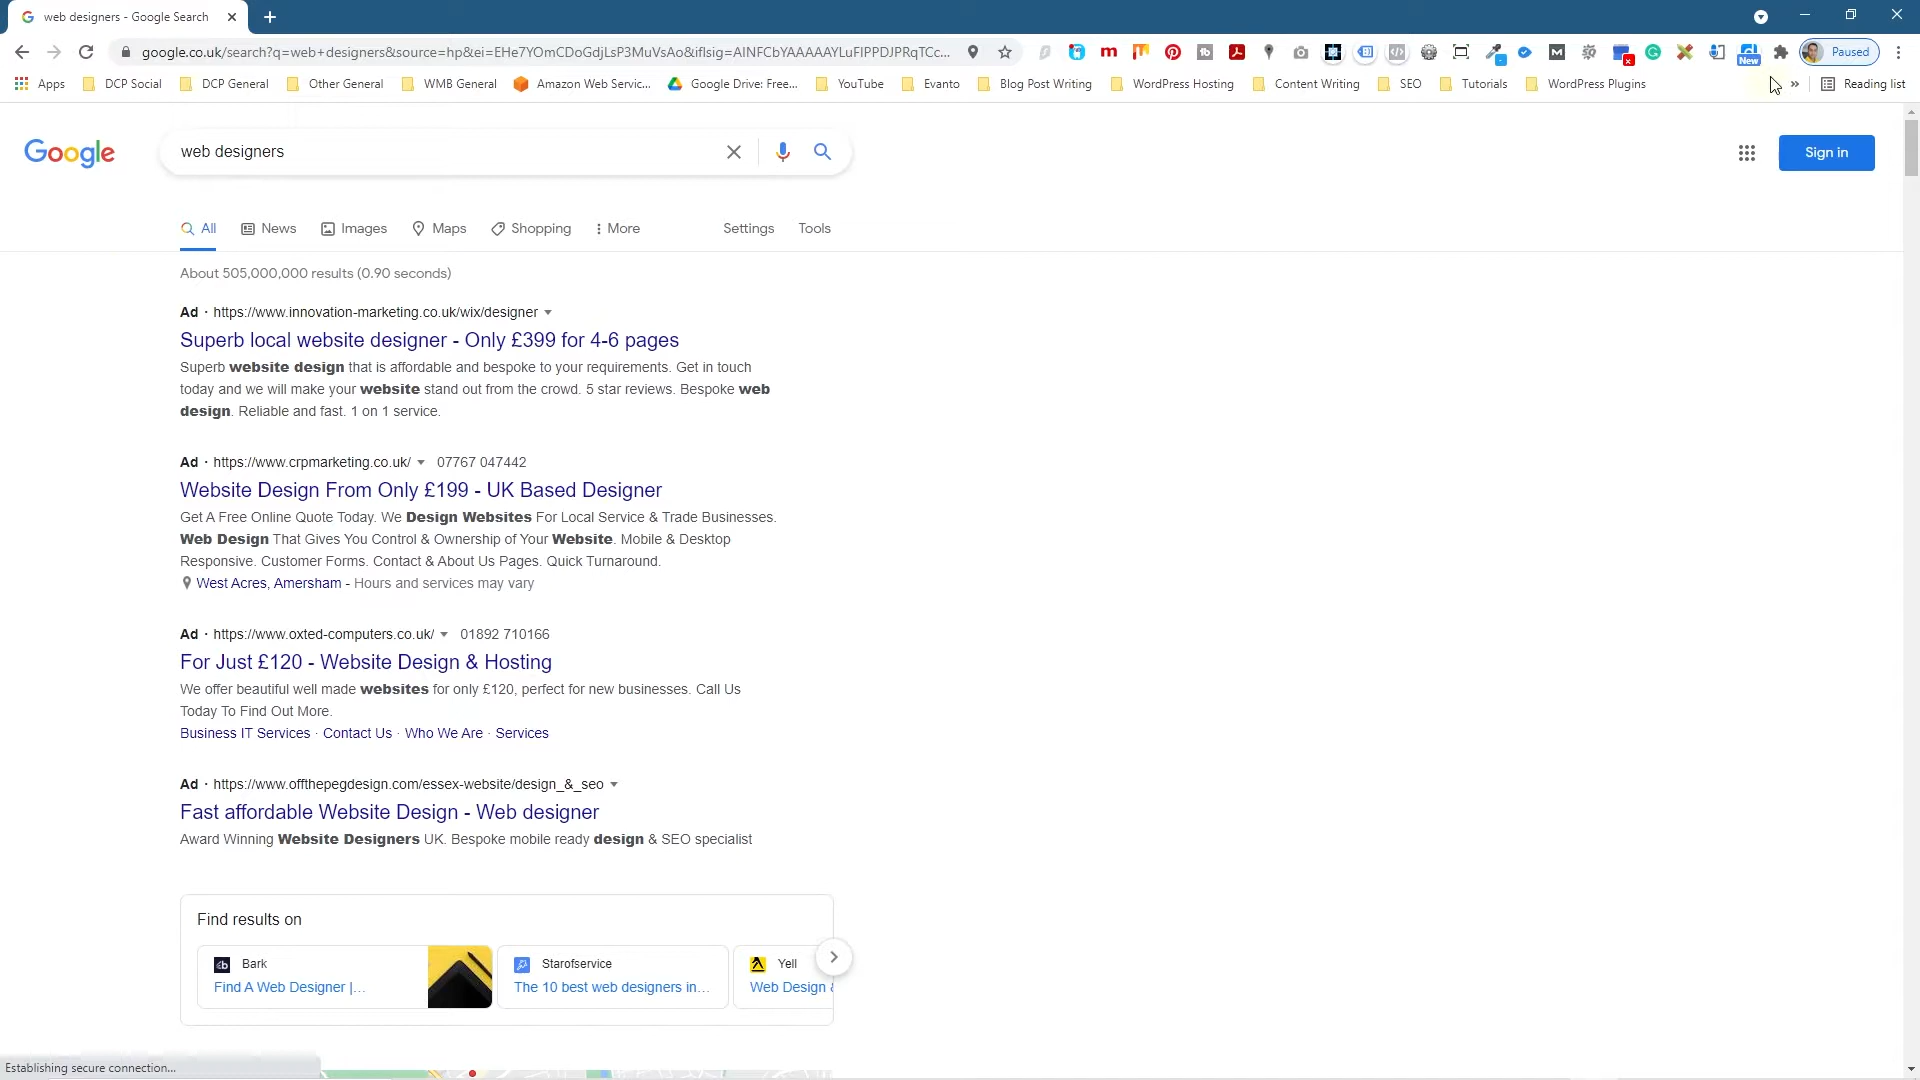 web designers - Google Search
google.co.uk/search?q=web+designers&source=hp&ei=EHe7YOmCDoGdjLsP3MuVsAo&iflsig=AINFCbYAAAAAYLuFIPPDJPRqTCc...
New
Paused
Apps DCP Social DCP General Other General WMB General Amazon Web Servic... Google Drive: Free... YouTube Evanto Blog Post Writing WordPress Hosting Content Writing SEO Tutorials WordPress Plugins » Reading list
Google
web designers
Sign in
All News Images Maps Shopping More Settings Tools
About 505,000,000 results (0.90 seconds)
Ad · https://www.innovation-marketing.co.uk/wix/designer
Superb local website designer - Only £399 for 4-6 pages
Superb website design that is affordable and bespoke to your requirements. Get in touch
today and we will make your website stand out from the crowd. 5 star reviews. Bespoke web
design. Reliable and fast. 1 on 1 service.
Ad · https://www.crpmarketing.co.uk/ 07767 047442
Website Design From Only £199 - UK Based Designer
Get A Free Online Quote Today. We Design Websites For Local Service & Trade Businesses.
Web Design That Gives You Control & Ownership of Your Website. Mobile & Desktop
Responsive. Customer Forms. Contact & About Us Pages. Quick Turnaround.
West Acres, Amersham - Hours and services may vary
Ad · https://www.oxted-computers.co.uk/ 01892 710166
For Just £120 - Website Design & Hosting
We offer beautiful well made websites for only £120, perfect for new businesses. Call Us
Today To Find Out More.
Business IT Services · Contact Us · Who We Are · Services
Ad · https://www.offthepegdesign.com/essex-website/design_&_seo
Fast affordable Website Design - Web designer
Award Winning Website Designers UK. Bespoke mobile ready design & SEO specialist
Find results on
Bark Starofservice Yell
Find A Web Designer |... The 10 best web designers in... Web Design &
Establishing secure connection...